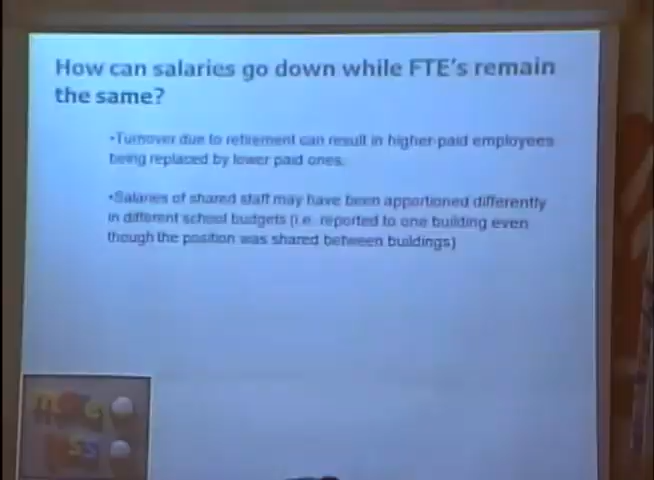 How can salaries go down while FTE's remain
the same?
•Turnover due to retirement can result in higher-paid employees
being replaced by lower paid ones.
•Salaries of shared staff may have been apportioned differently
in different school budgets (i.e. reported to one building even
though the position was shared between buildings)